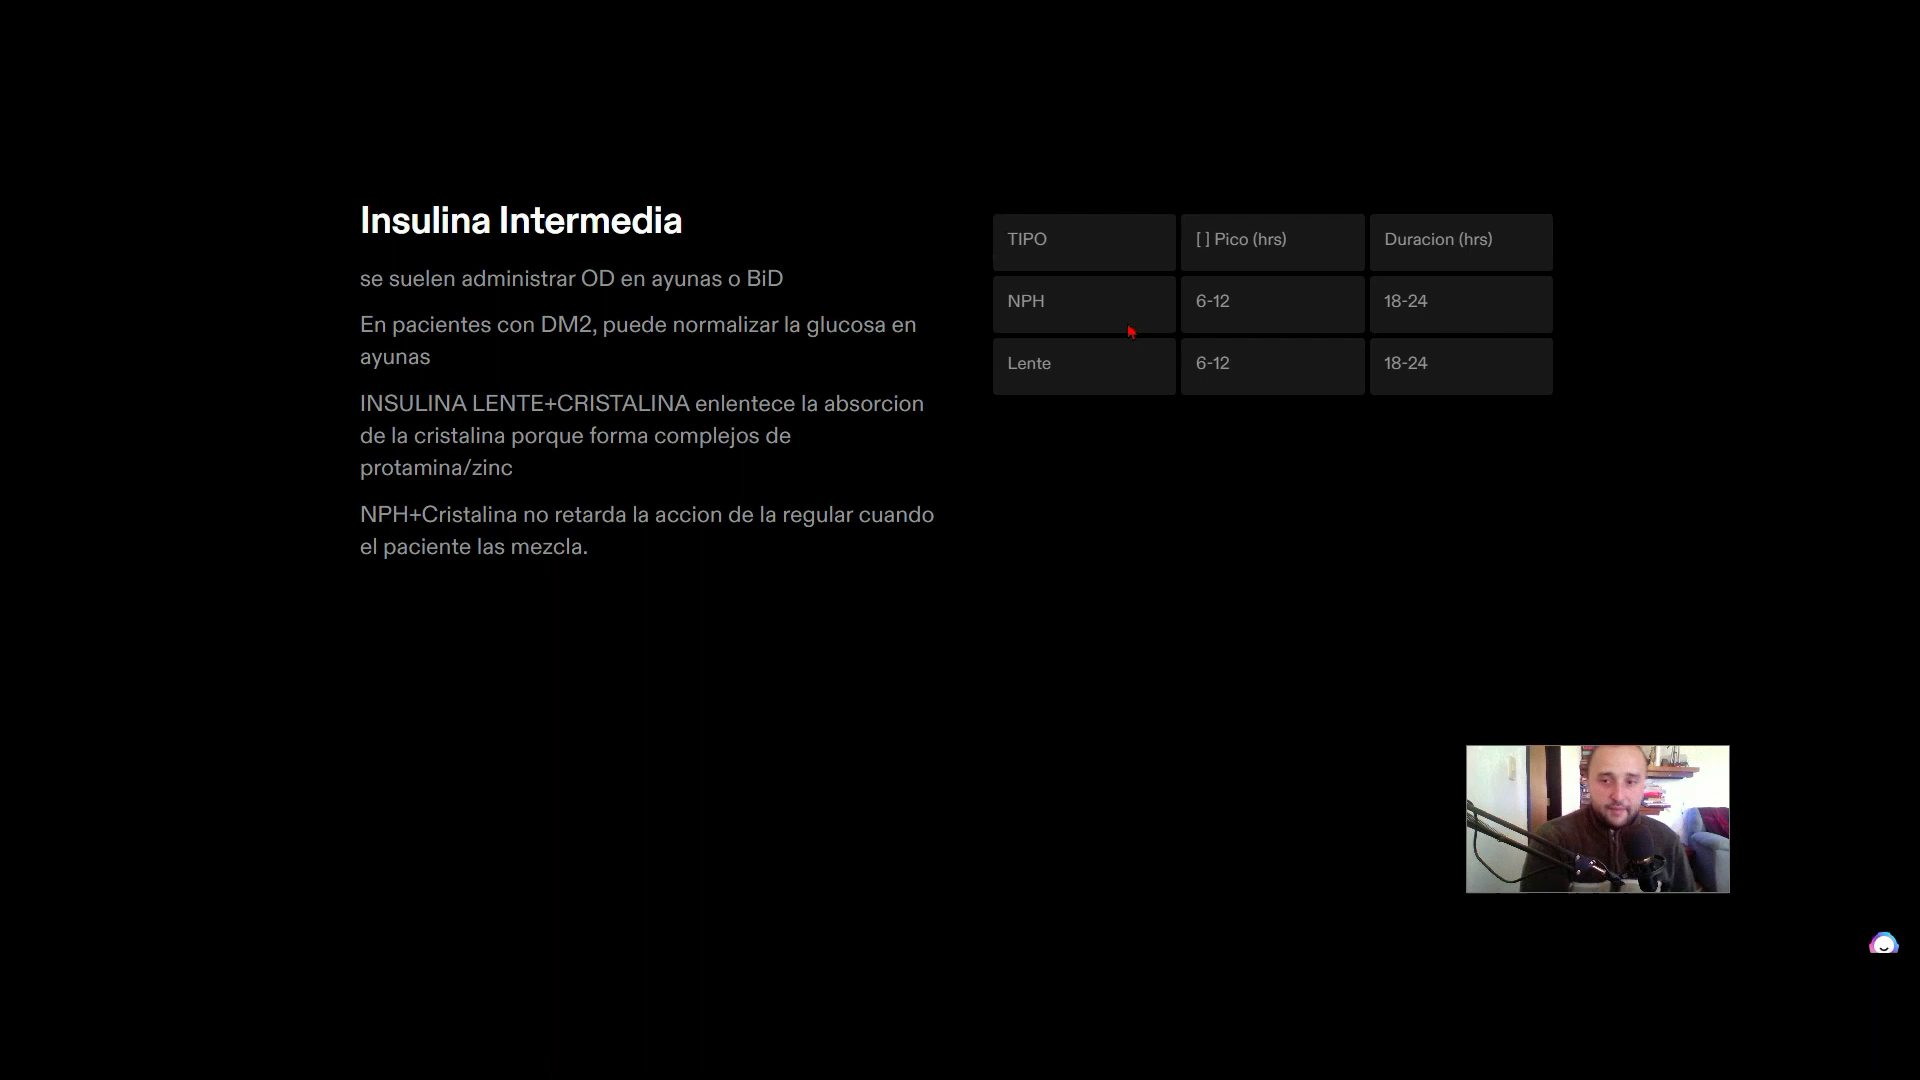 Insulina Intermedia
se suelen administrar OD en ayunas o BiD
En pacientes con DM2, puede normalizar la glucosa en
ayunas
INSULINA LENTE+CRISTALINA enlentece la absorcion
de la cristalina porque forma complejos de
protamina/zinc
NPH+Cristalina no retarda la accion de la regular cuando
el paciente las mezcla.
TIPO [ ] Pico (hrs) Duracion (hrs)
NPH 6-12 18-24
Lente 6-12 18-24